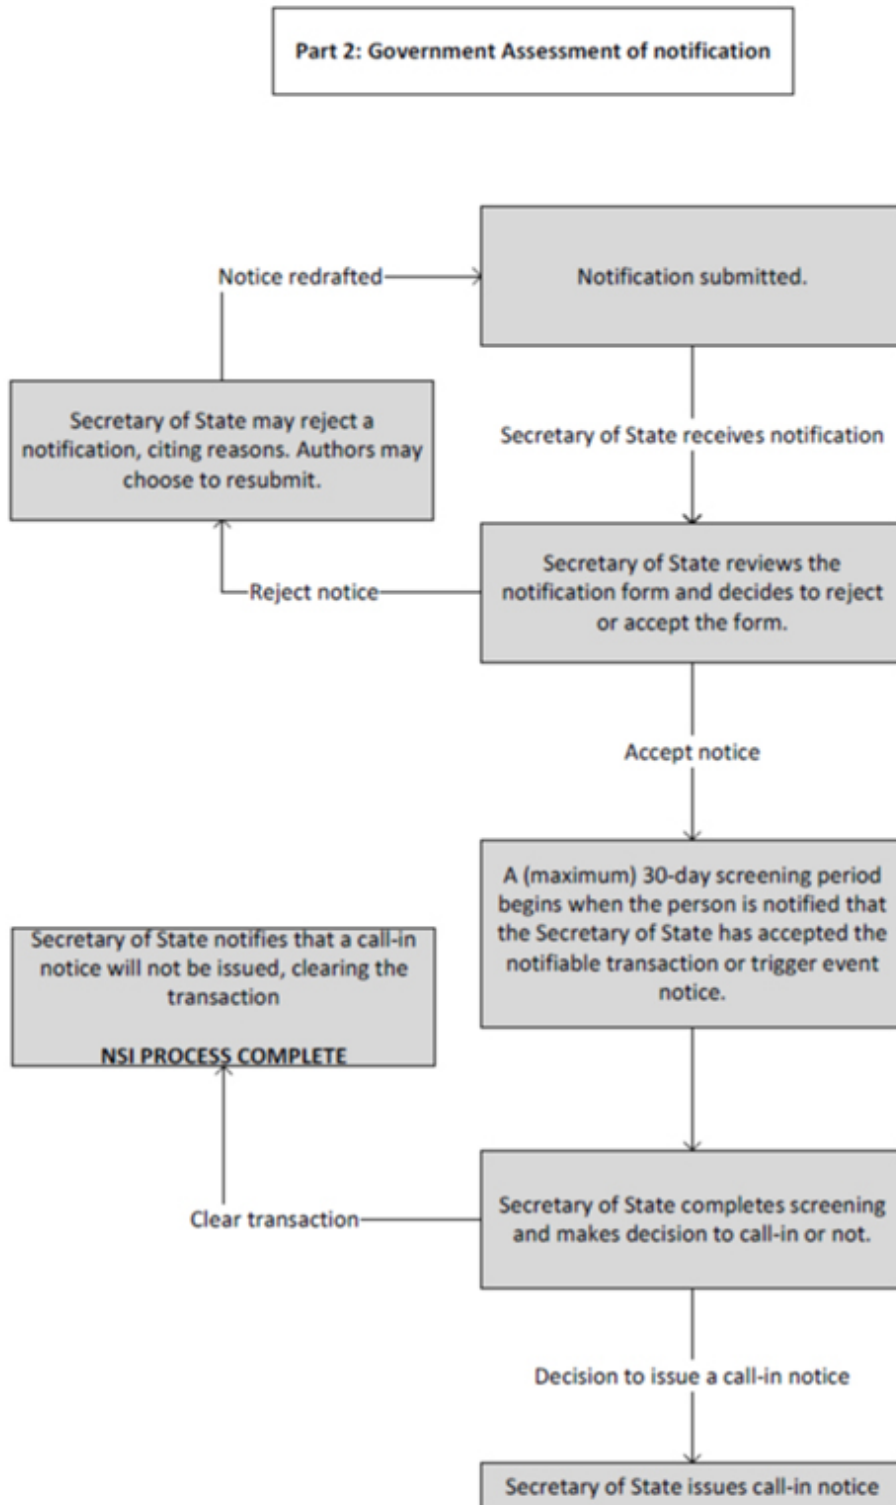 Part 2: Government Assessment of notification
Notification submitted.
Notice redrafted
Secretary of State may reject a
notification, citing reasons. Authors may
choose to resubmit.
Secretary of State receives notification
Secretary of State reviews the
notification form and decides to reject
or accept the form.
Reject notice
Accept notice
A (maximum) 30-day screening period
begins when the person is notified that
the Secretary of State has accepted the
notifiable transaction or trigger event
notice.
Secretary of State notifies that a call-in
notice will not be issued, clearing the
transaction
NSI PROCESS COMPLETE
Secretary of State completes screening
and makes decision to call-in or not.
Clear transaction
Decision to issue a call-in notice
Secretary of State issues call-in notice